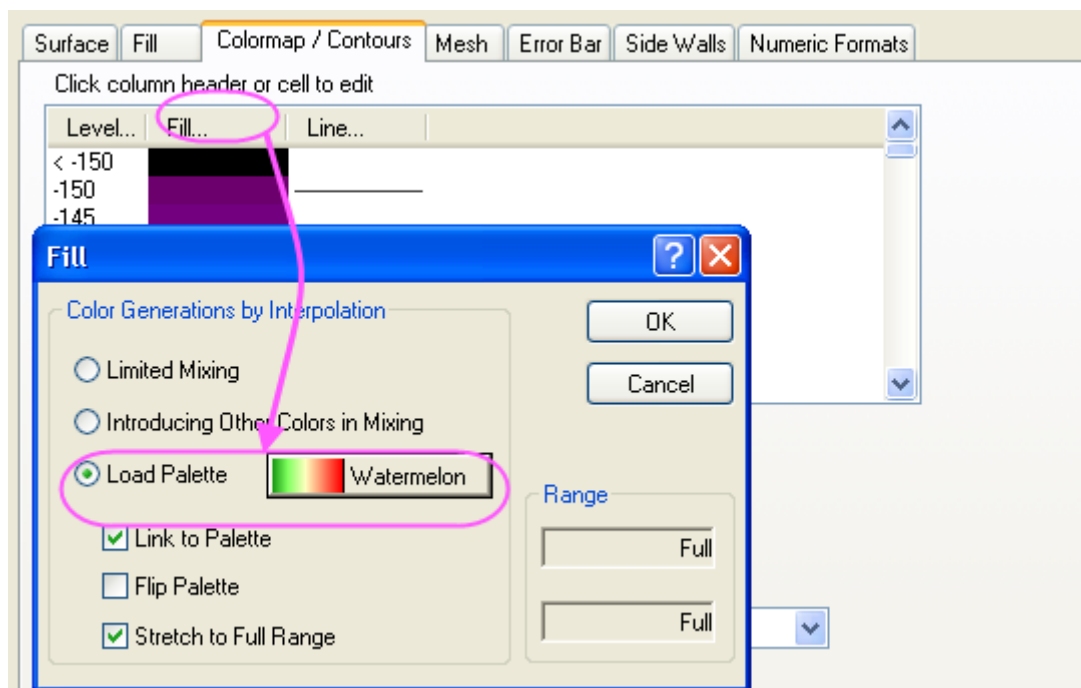 Surface Fill Colormap / Contours Mesh Error Bar Side Walls Numeric Formats
Click column header or cell to edit
Level... Fill... Line...
< -150
-150
-145
Fill
Color Generations by Interpolation
OK
Limited Mixing
Cancel
Introducing Other Colors in Mixing
Load Palette Watermelon
Range
Link to Palette
Full
Flip Palette
Full
Stretch to Full Range